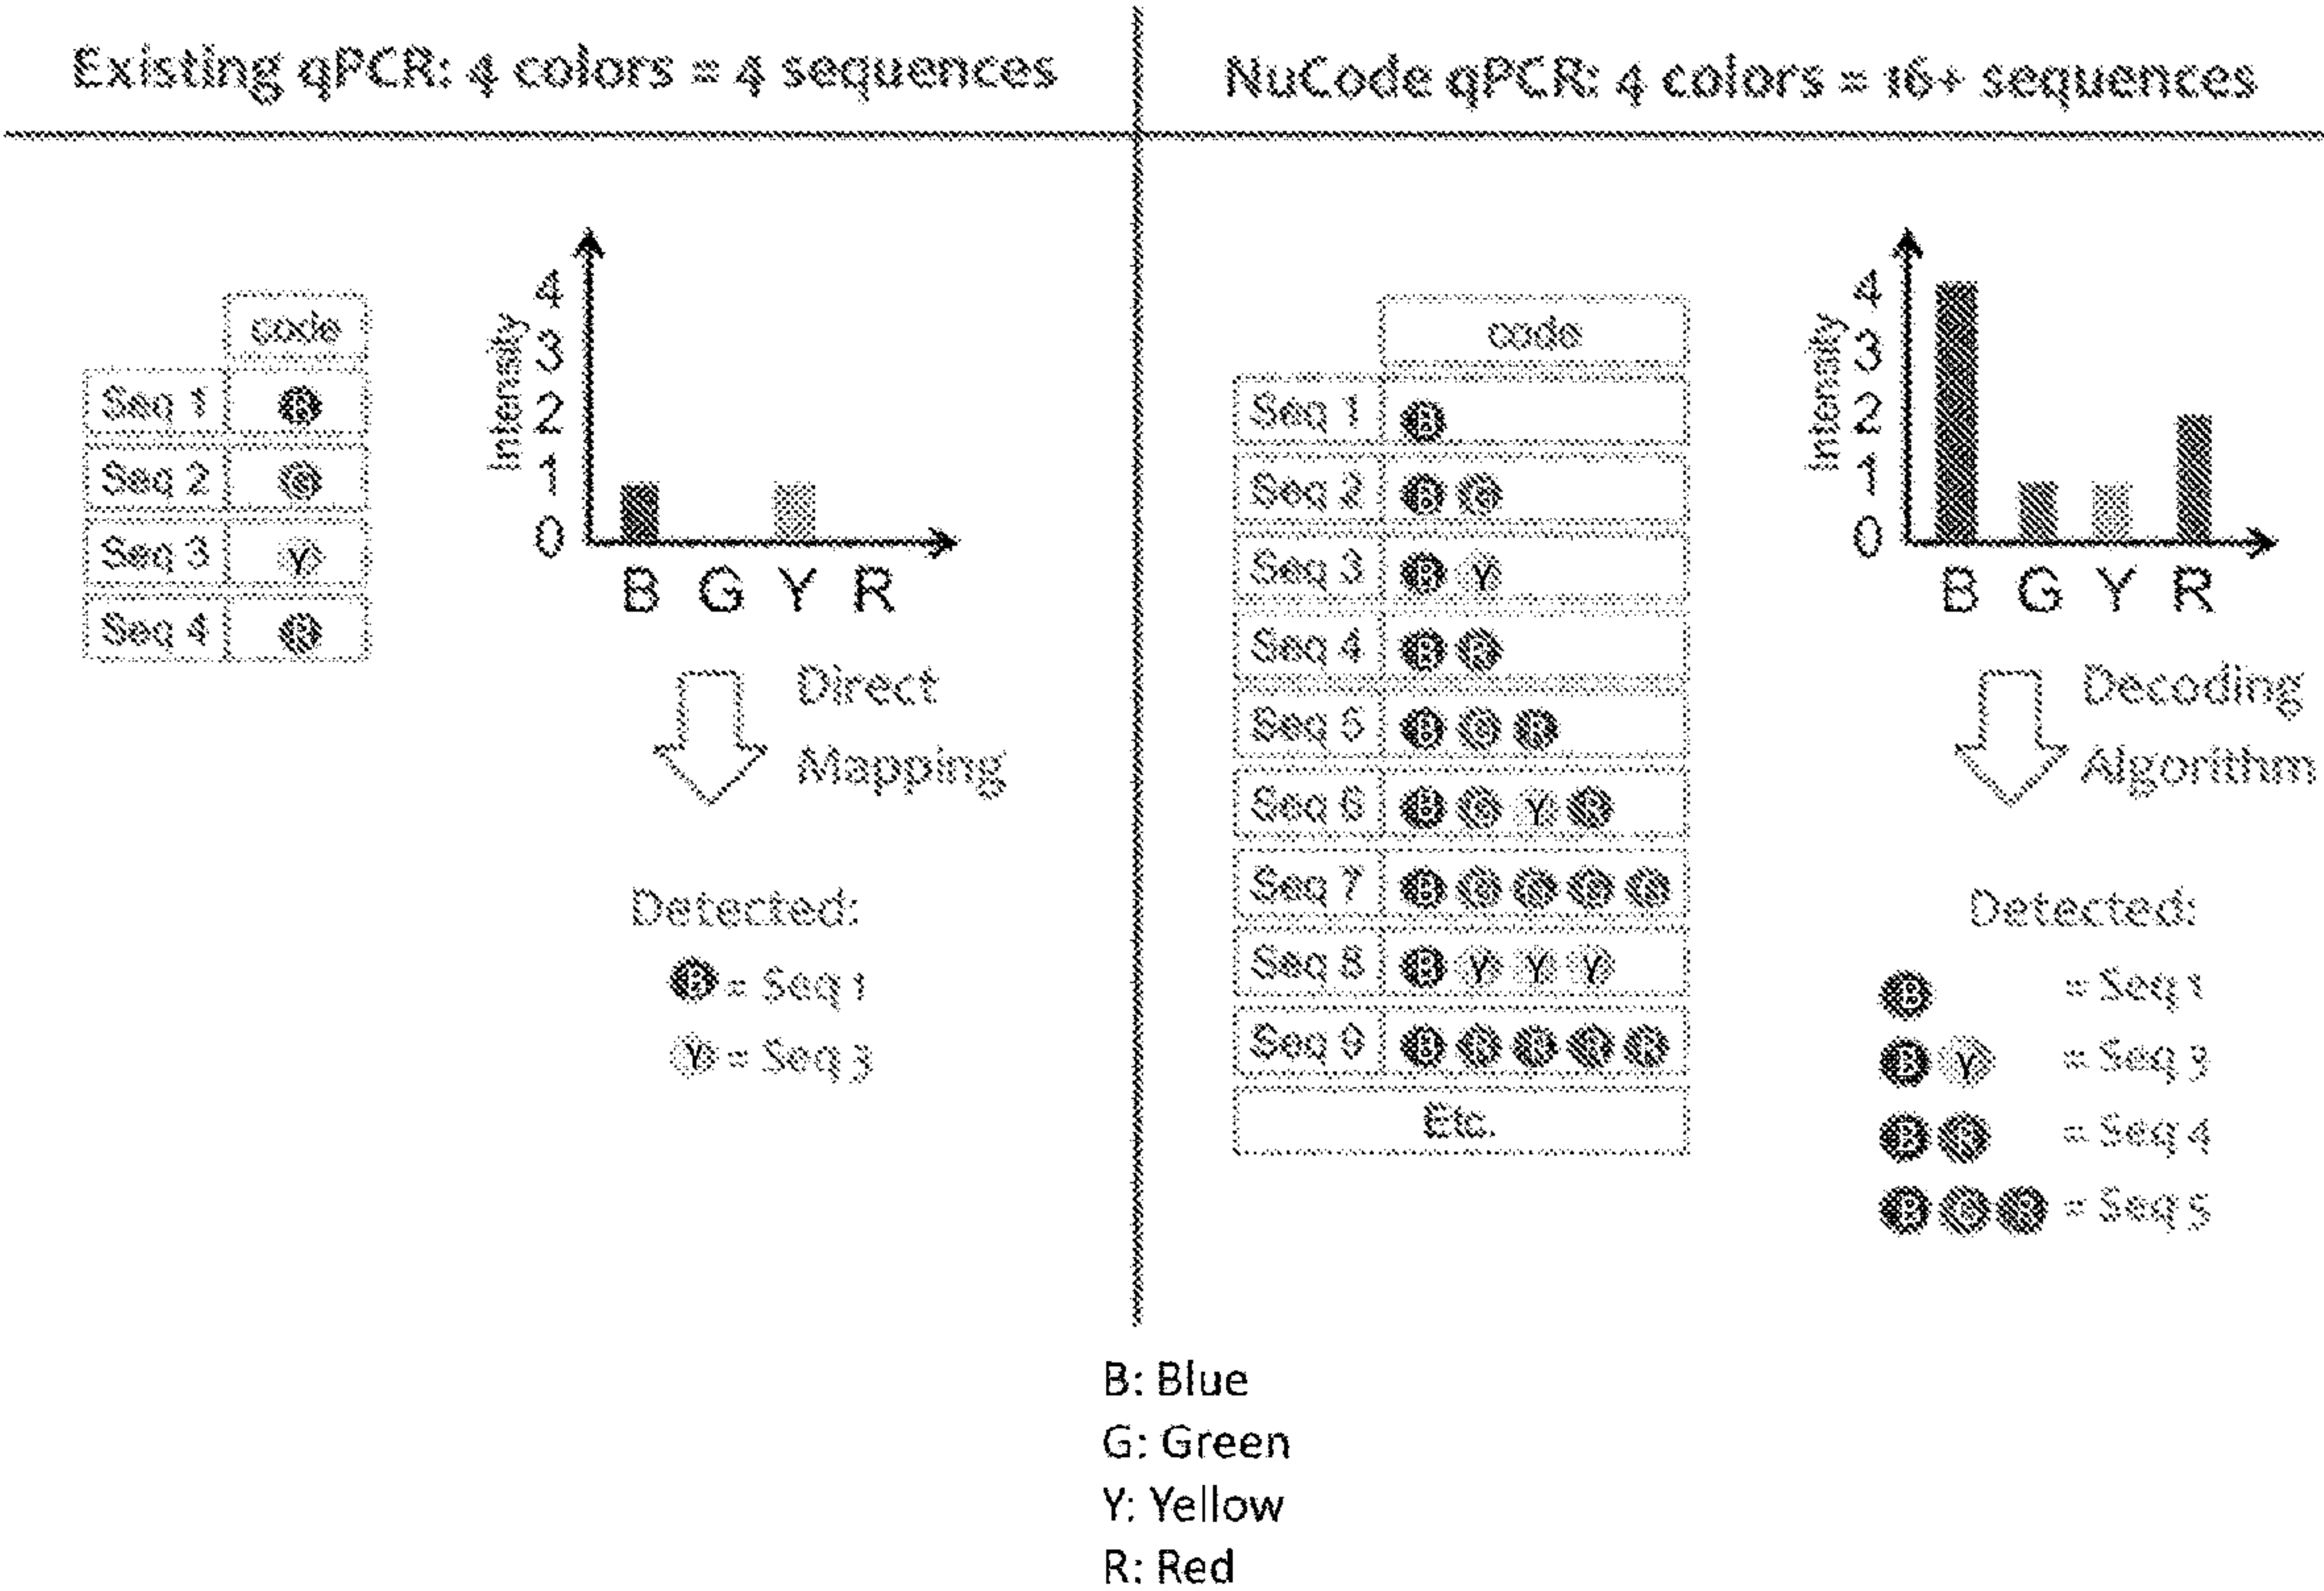 Existing qPCR: 4 colors = 4 sequences
code
Seq 1 B
Seq 2 G
Seq 3 Y
Seq 4 R
Intensity
4
3
2
1
0
B G Y R
Direct
Mapping
Detected:
B = Seq 1
Y = Seq 3
NuCode qPCR: 4 colors = 16+ sequences
code
Seq 1 B
Seq 2 B G
Seq 3 B Y
Seq 4 B R
Seq 5 B G R
Seq 6 B G Y R
Seq 7 B G G G G
Seq 8 B Y Y Y
Seq 9 B R R R R
Etc.
Intensity
4
3
2
1
0
B G Y R
Decoding
Algorithm
Detected:
B = Seq 1
B Y = Seq 3
B R = Seq 4
B G R = Seq 5
B: Blue
G: Green
Y: Yellow
R: Red